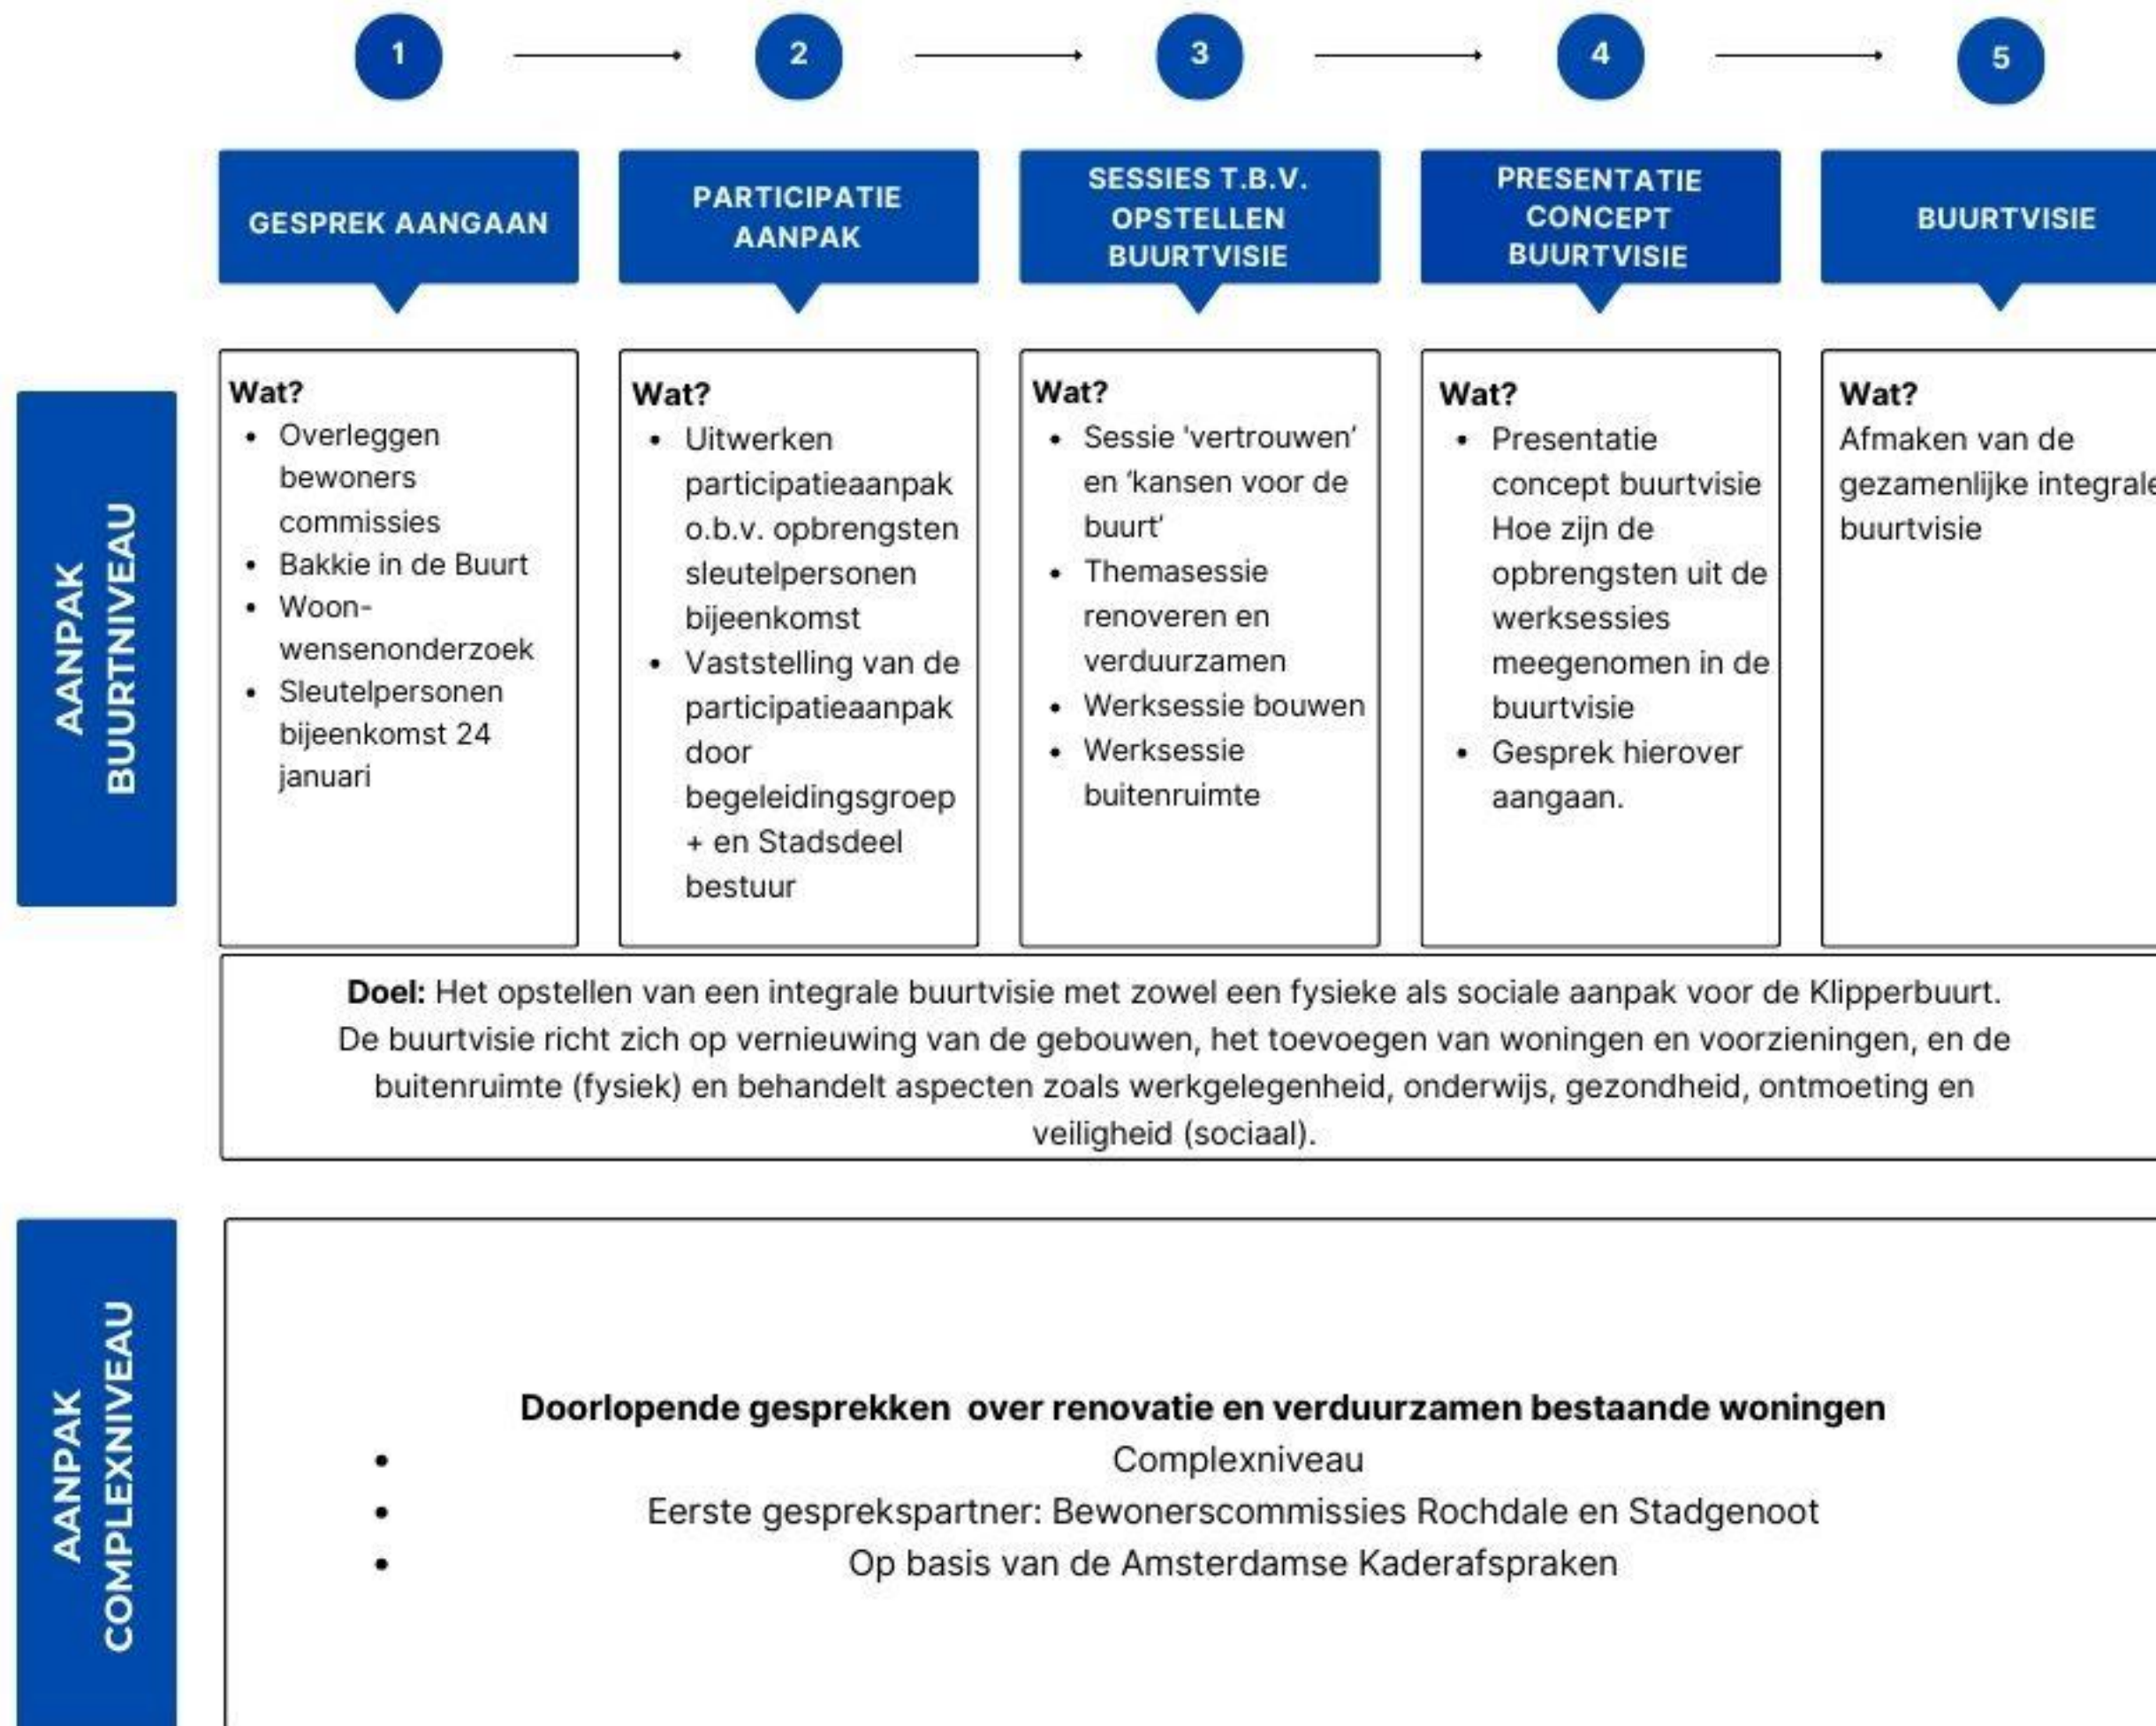 1
2
3
4
5
GESPREK AANGAAN
PARTICIPATIE
AANPAK
SESSIES T.B.V.
OPSTELLEN
BUURTVISIE
PRESENTATIE
CONCEPT
BUURTVISIE
BUURTVISIE
AANPAK
BUURTNIVEAU
Wat?
• Overleggen
bewoners
commissies
• Bakkie in de Buurt
• Woon-
wensenonderzoek
• Sleutelpersonen
bijeenkomst 24
januari
Wat?
• Uitwerken
participatieaanpak
o.b.v. opbrengsten
sleutelpersonen
bijeenkomst
• Vaststelling van de
participatieaanpak
door
begeleidingsgroep
+ en Stadsdeel
bestuur
Wat?
• Sessie 'vertrouwen'
en 'kansen voor de
buurt'
• Themasessie
renoveren en
verduurzamen
• Werksessie bouwen
• Werksessie
buitenruimte
Wat?
• Presentatie
concept buurtvisie
Hoe zijn de
opbrengsten uit de
werksessies
meegenomen in de
buurtvisie
• Gesprek hierover
aangaan.
Wat?
Afmaken van de
gezamenlijke integrale
buurtvisie
Doel: Het opstellen van een integrale buurtvisie met zowel een fysieke als sociale aanpak voor de Klipperbuurt.
De buurtvisie richt zich op vernieuwing van de gebouwen, het toevoegen van woningen en voorzieningen, en de
buitenruimte (fysiek) en behandelt aspecten zoals werkgelegenheid, onderwijs, gezondheid, ontmoeting en
veiligheid (sociaal).
AANPAK
COMPLEXNIVEAU
Doorlopende gesprekken  over renovatie en verduurzamen bestaande woningen
• Complexniveau
• Eerste gesprekspartner: Bewonerscommissies Rochdale en Stadgenoot
• Op basis van de Amsterdamse Kaderafspraken